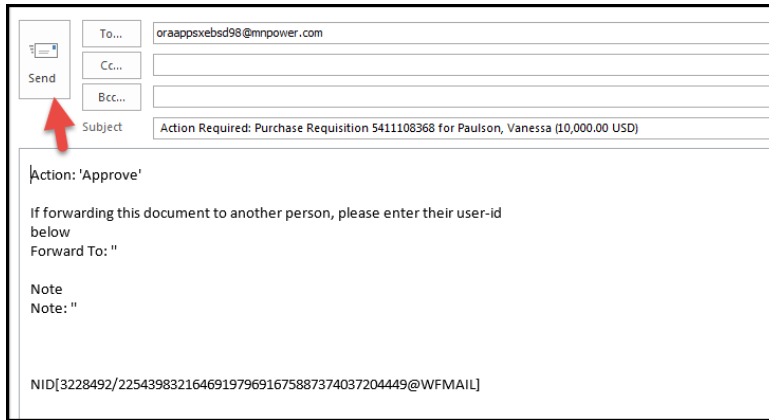 To...
oraappsxebsd98@mnpower.com
Cc...
Send
Bcc...
Subject
Action Required: Purchase Requisition 5411108368 for Paulson, Vanessa (10,000.00 USD)
Action: 'Approve'
If forwarding this document to another person, please enter their user-id
below
Forward To: "
Note
Note: "
NID[3228492/225439832164691979691675887374037204449@WFMAIL]